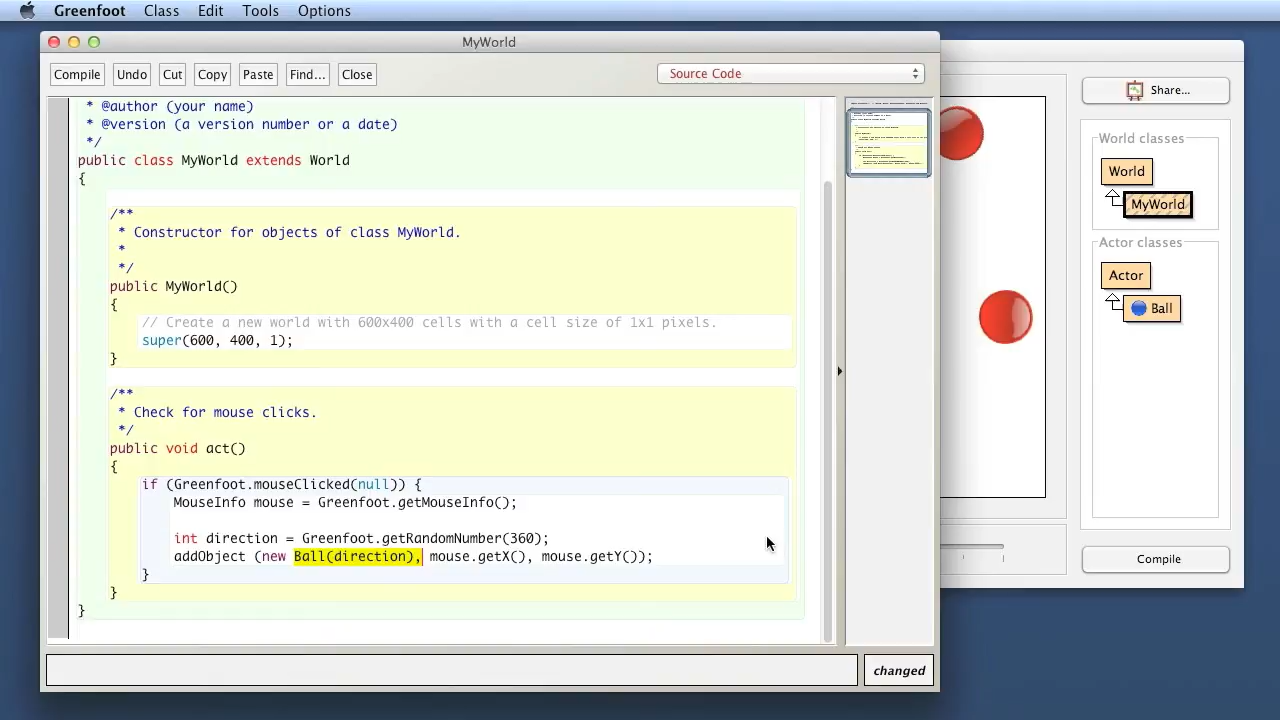 Greenfoot Class Edit Tools Options
MyWorld
Compile Undo Cut Copy Paste Find... Close Source Code
* @author (your name)
* @version (a version number or a date)
*/
public class MyWorld extends World
{
/**
* Constructor for objects of class MyWorld.
*
*/
public MyWorld()
{
// Create a new world with 600x400 cells with a cell size of 1x1 pixels.
super(600, 400, 1);
}
/**
* Check for mouse clicks.
*/
public void act()
{
if (Greenfoot.mouseClicked(null)) {
MouseInfo mouse = Greenfoot.getMouseInfo();
int direction = Greenfoot.getRandomNumber(360);
addObject (new Ball(direction), mouse.getX(), mouse.getY());
}
}
}
changed
Share...
World classes
World
MyWorld
Actor classes
Actor
Ball
Compile